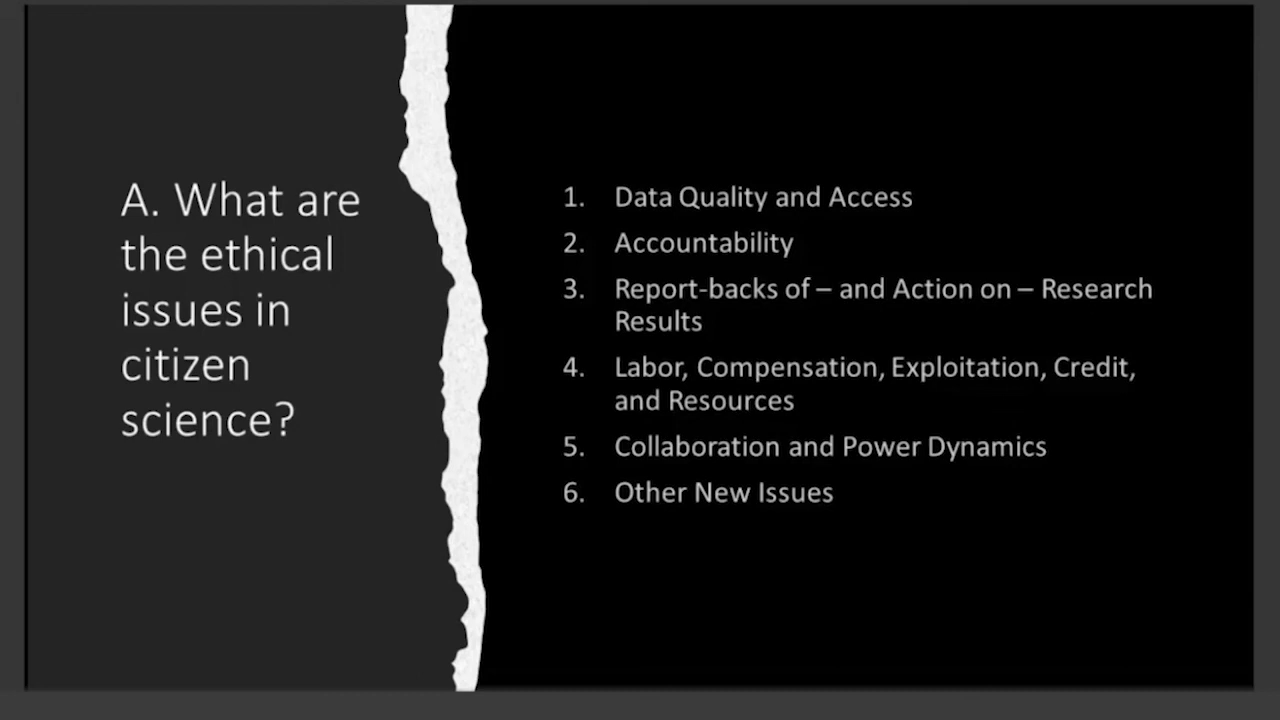 A. What are
the ethical
issues in
citizen
science?
1. Data Quality and Access
2. Accountability
3. Report-backs of – and Action on – Research
Results
4. Labor, Compensation, Exploitation, Credit,
and Resources
5. Collaboration and Power Dynamics
6. Other New Issues